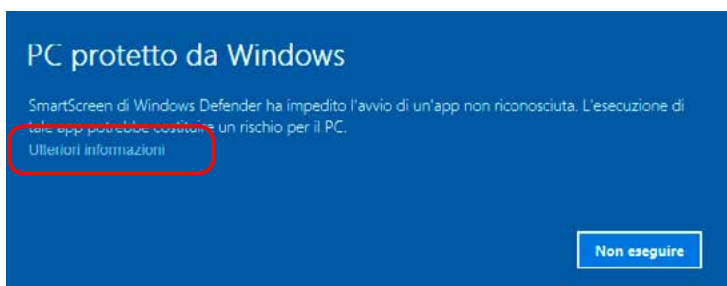 PC protetto da Windows
SmartScreen di Windows Defender ha impedito l'avvio di un'app non riconosciuta. L'esecuzione di
tale app potrebbe costituire un rischio per il PC.
Ulteriori informazioni
Non eseguire